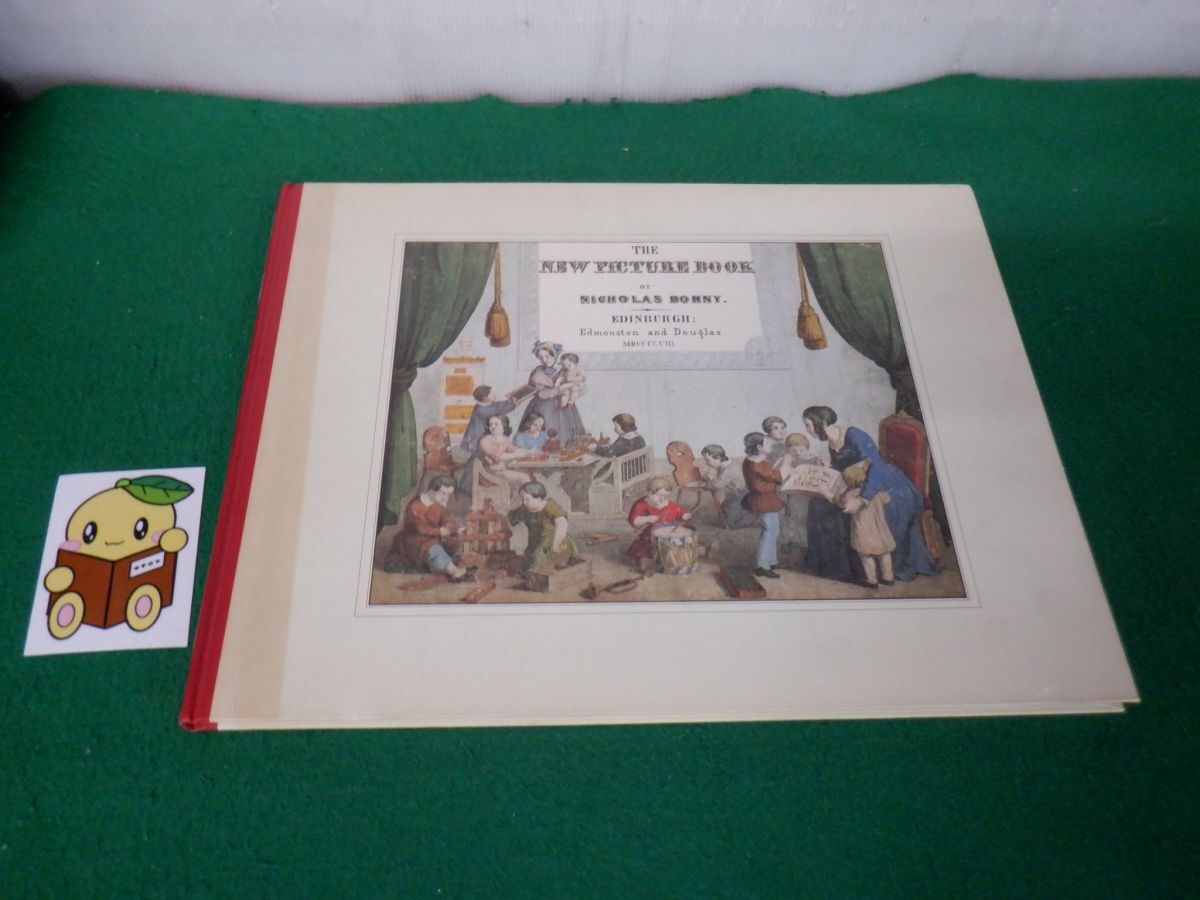 THE
NEW PICTURE BOOK
BY
NICHOLAS BOHNY.
EDINBURGH:
Edmonston and Douglas
MDCCCLVIII.